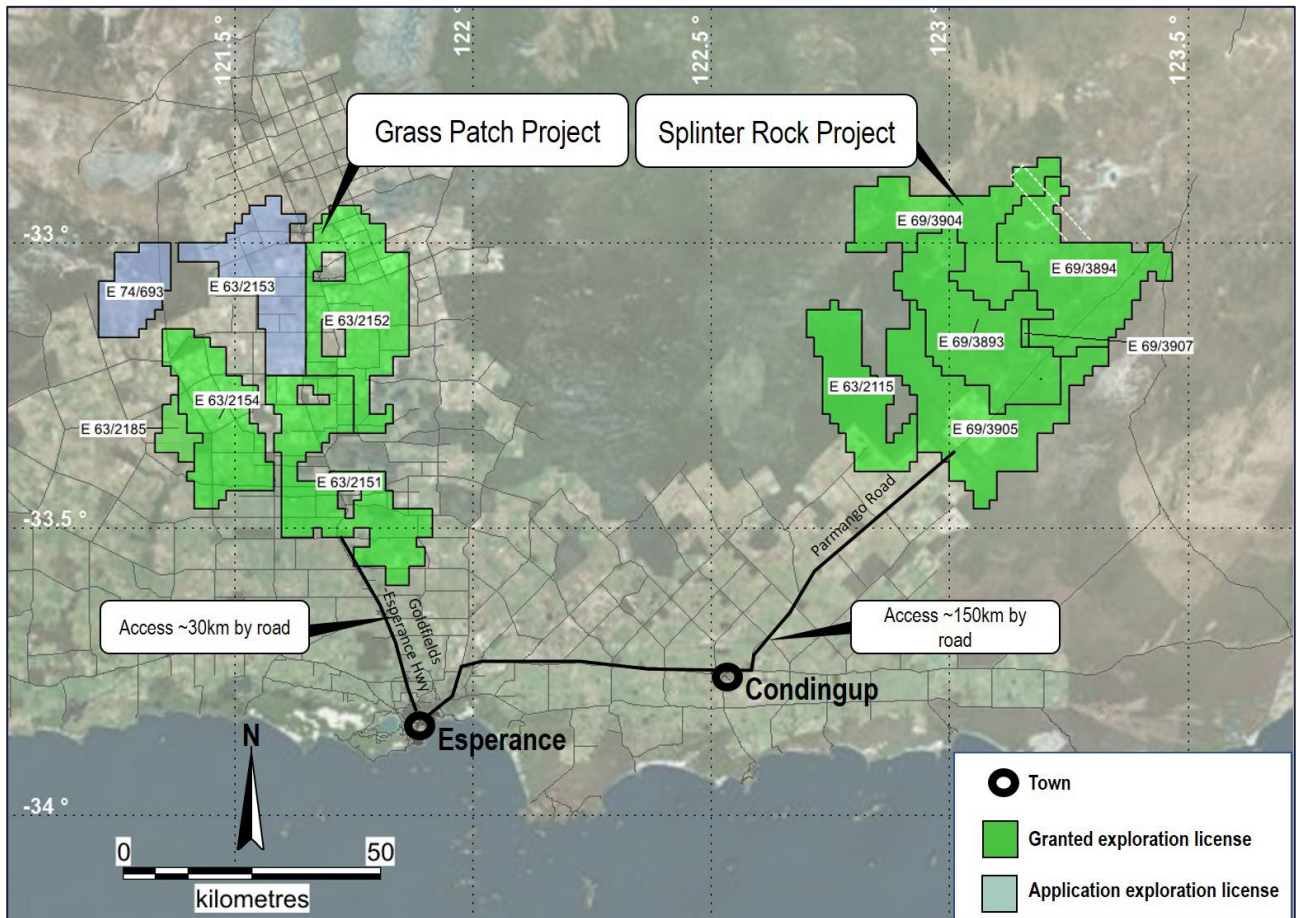 121.5 °
122 °
122.5 °
123 °
123.5 °
Grass Patch Project
Splinter Rock Project
-33 °
E 69/3904
E 69/3894
E 74/693
E 63/2153
E 63/2152
E 69/3893
E 69/3907
E 63/2115
E 63/2154
E 63/2185
E 69/3905
E 63/2151
-33.5 °
Parmango Road
Access ~30km by road
Goldfields
-Esperance Hwy
Access ~150km by
road
Condingup
Esperance
N
-34 °
0
50
kilometres
Town
Granted exploration license
Application exploration license